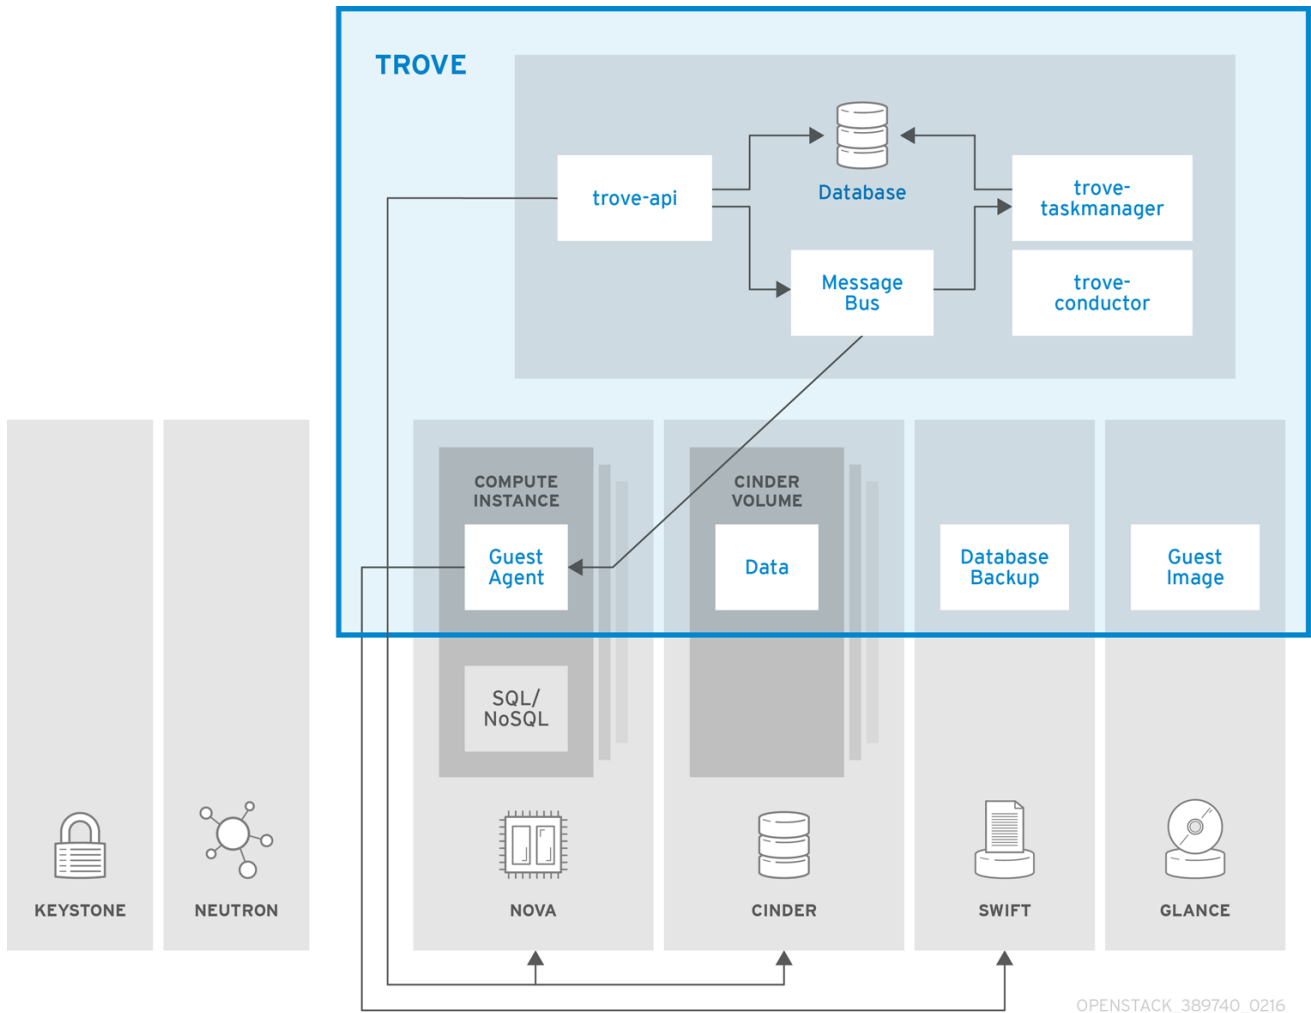 TROVE
Database
trove-api
trove-
taskmanager
Message
Bus
trove-
conductor
COMPUTE
INSTANCE
Guest
Agent
SQL/
NoSQL
CINDER
VOLUME
Data
Database
Backup
Guest
Image
KEYSTONE
NEUTRON
NOVA
CINDER
SWIFT
GLANCE
OPENSTACK_389740_0216